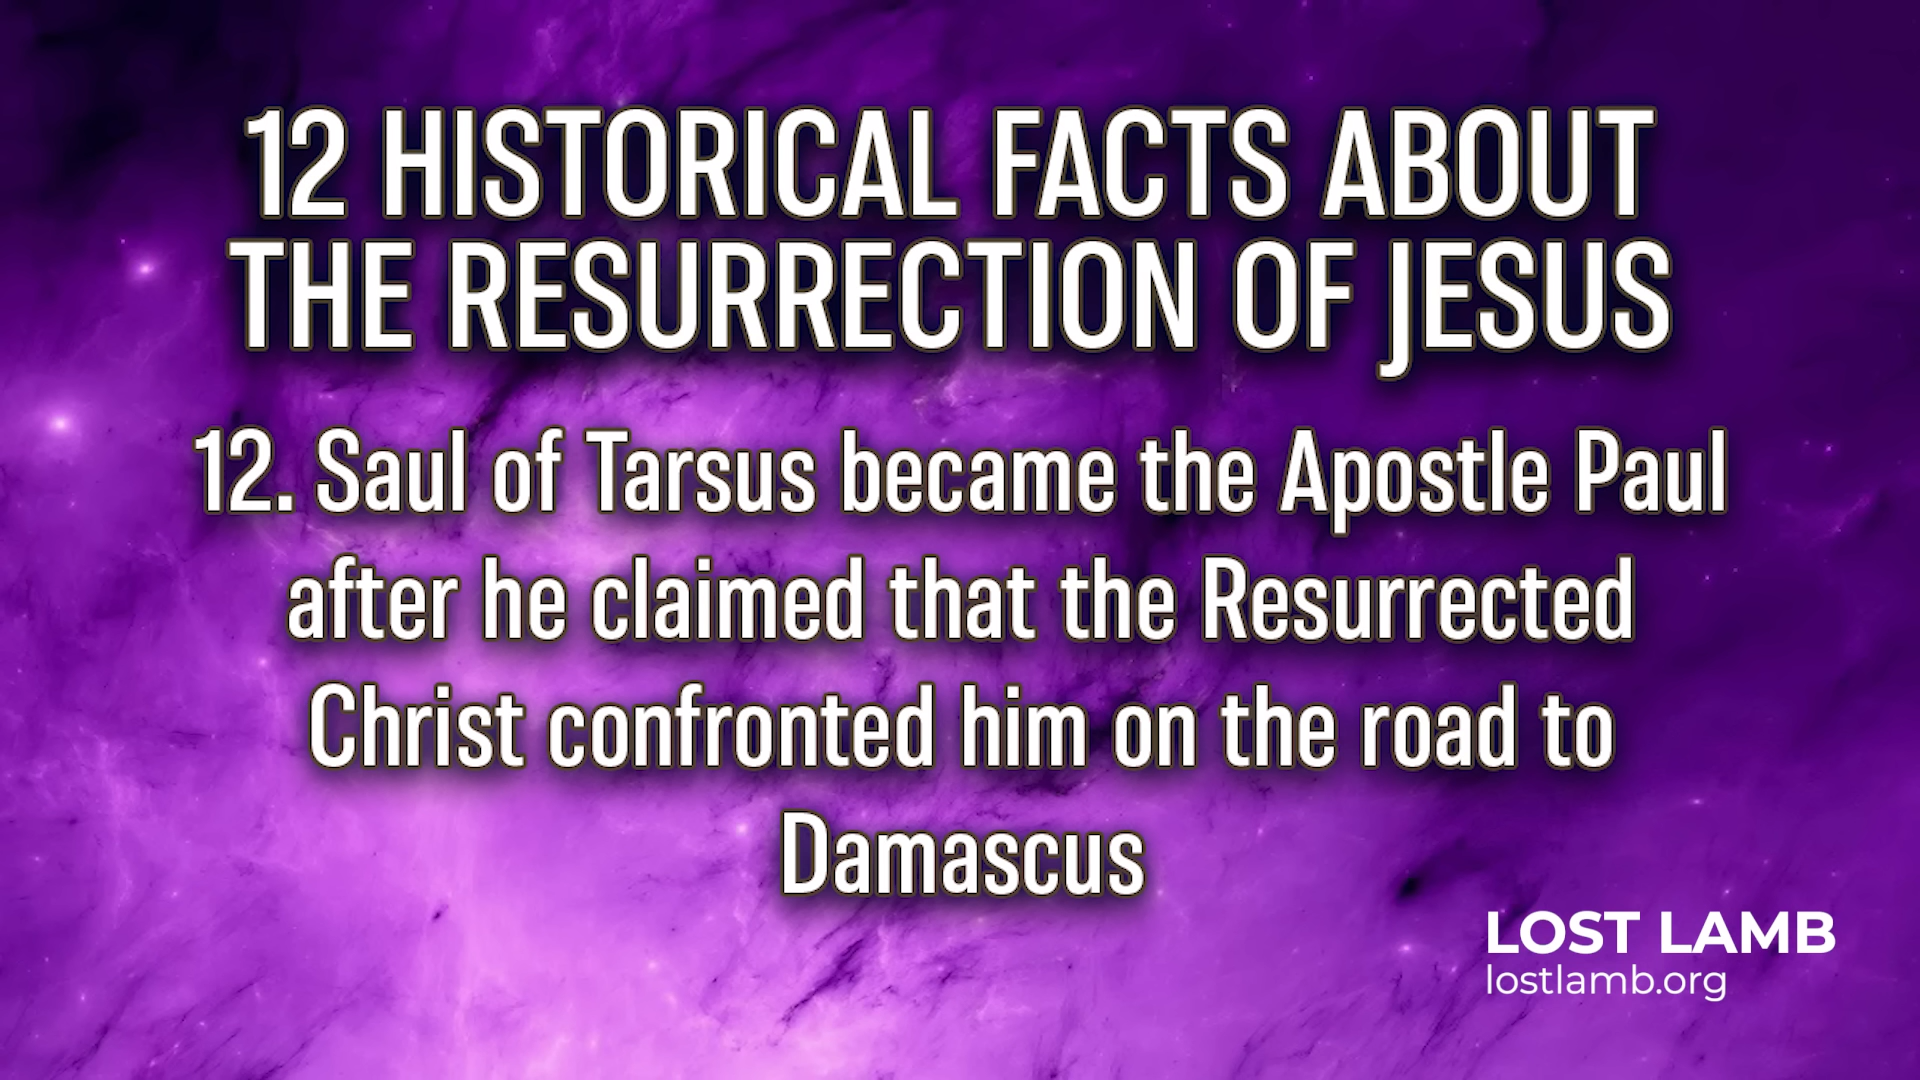 12 HISTORICAL FACTS ABOUT
THE RESURRECTION OF JESUS
12. Saul of Tarsus became the Apostle Paul
after he claimed that the Resurrected
Christ confronted him on the road to
Damascus
LOST LAMB
lostlamb.org